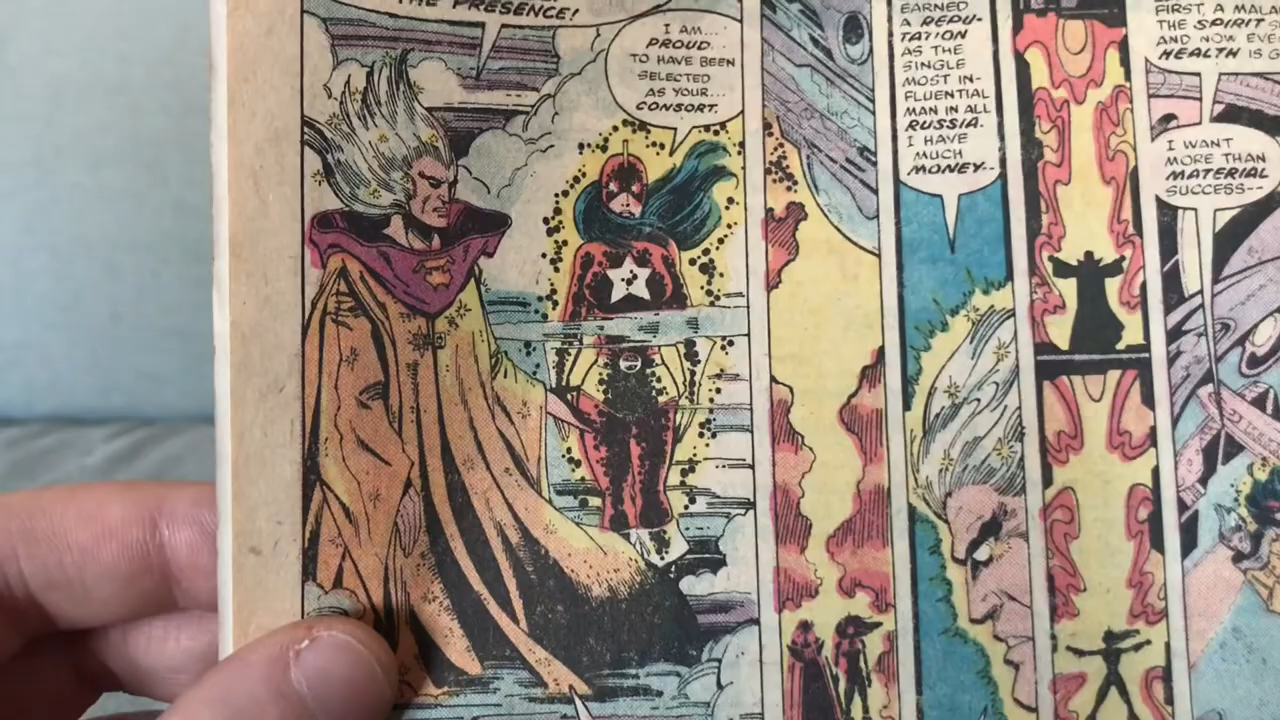 THE PRESENCE!
I AM...
PROUD
TO HAVE BEEN
SELECTED
AS YOUR...
CONSORT.
EARNED
A REPU-
TATION
AS THE
SINGLE
MOST IN-
FLUENTIAL
MAN IN ALL
RUSSIA.
I HAVE
MUCH
MONEY--
FIRST, A
THE SPIRIT
AND NOW
HEALTH IS
I WANT
MORE THAN
MATERIAL
SUCCESS--